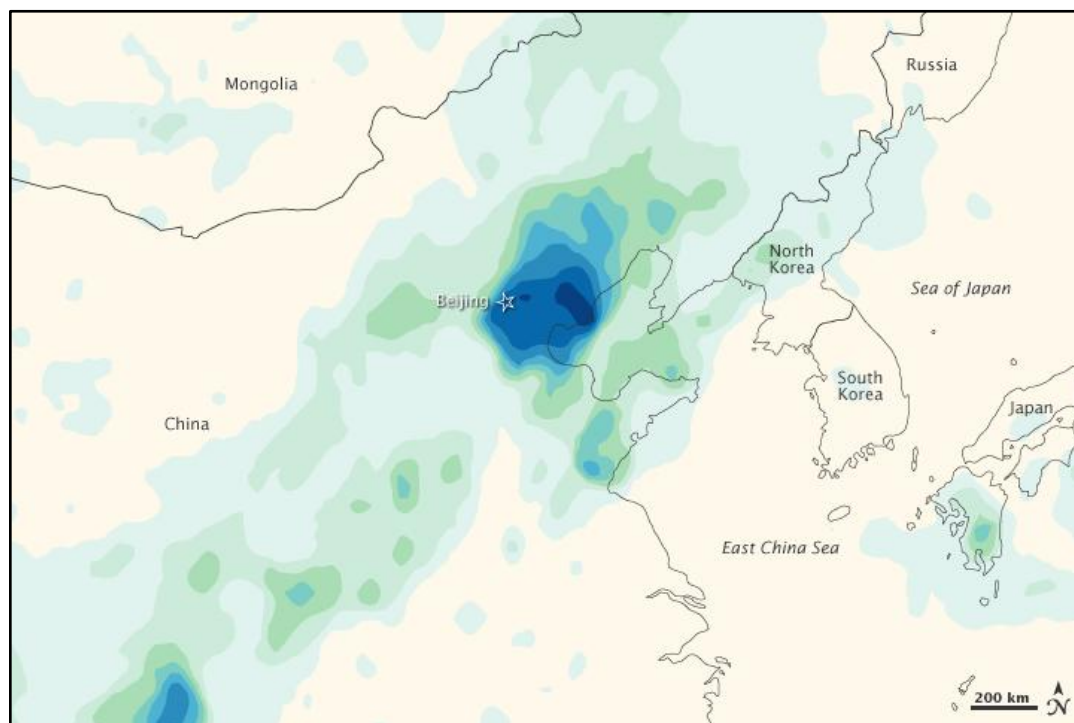 Russia
Mongolia
North
Korea
Sea of Japan
Beijing
South
Korea
Japan
China
East China Sea
200 km
N